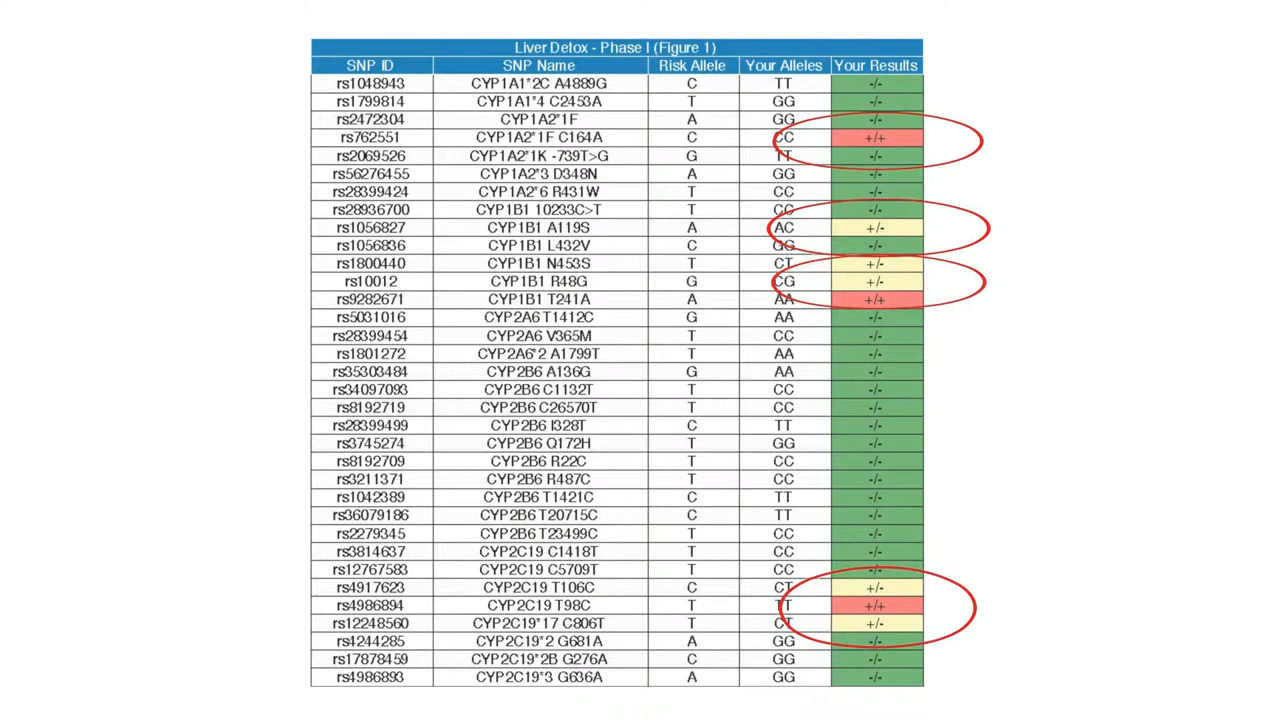 Liver Detox - Phase I (Figure 1)
SNP ID SNP Name Risk Allele Your Alleles Your Results
rs1048943 CYP1A1*2C A4889G C TT -/-
rs1799814 CYP1A1*4 C2453A T GG -/-
rs2472304 CYP1A2*1F A GG -/-
rs762551 CYP1A2*1F C164A C CC +/+
rs2069526 CYP1A2*1K -739T>G G TT -/-
rs56276455 CYP1A2*3 D348N A GG -/-
rs28399424 CYP1A2*6 R431W T CC -/-
rs28936700 CYP1B1 10233C>T T CC -/-
rs1056827 CYP1B1 A119S A AC +/-
rs1056836 CYP1B1 L432V C GG -/-
rs1800440 CYP1B1 N453S T CT +/-
rs10012 CYP1B1 R48G G CG +/-
rs9282671 CYP1B1 T241A A AA +/+
rs5031016 CYP2A6 T1412C G AA -/-
rs28399454 CYP2A6 V365M T CC -/-
rs1801272 CYP2A6*2 A1799T T AA -/-
rs35303484 CYP2B6 A136G G AA -/-
rs34097093 CYP2B6 C1132T T CC -/-
rs8192719 CYP2B6 C26570T T CC -/-
rs28399499 CYP2B6 I328T C TT -/-
rs3745274 CYP2B6 Q172H T GG -/-
rs8192709 CYP2B6 R22C T CC -/-
rs3211371 CYP2B6 R487C T CC -/-
rs1042389 CYP2B6 T1421C C TT -/-
rs36079186 CYP2B6 T20715C C TT -/-
rs2279345 CYP2B6 T23499C T CC -/-
rs3814637 CYP2C19 C1418T T CC -/-
rs12767583 CYP2C19 C5709T T CC -/-
rs4917623 CYP2C19 T106C C CT +/-
rs4986894 CYP2C19 T98C T TT +/+
rs12248560 CYP2C19*17 C806T T CT +/-
rs4244285 CYP2C19*2 G681A A GG -/-
rs17878459 CYP2C19*2B G276A C GG -/-
rs4986893 CYP2C19*3 G636A A GG -/-